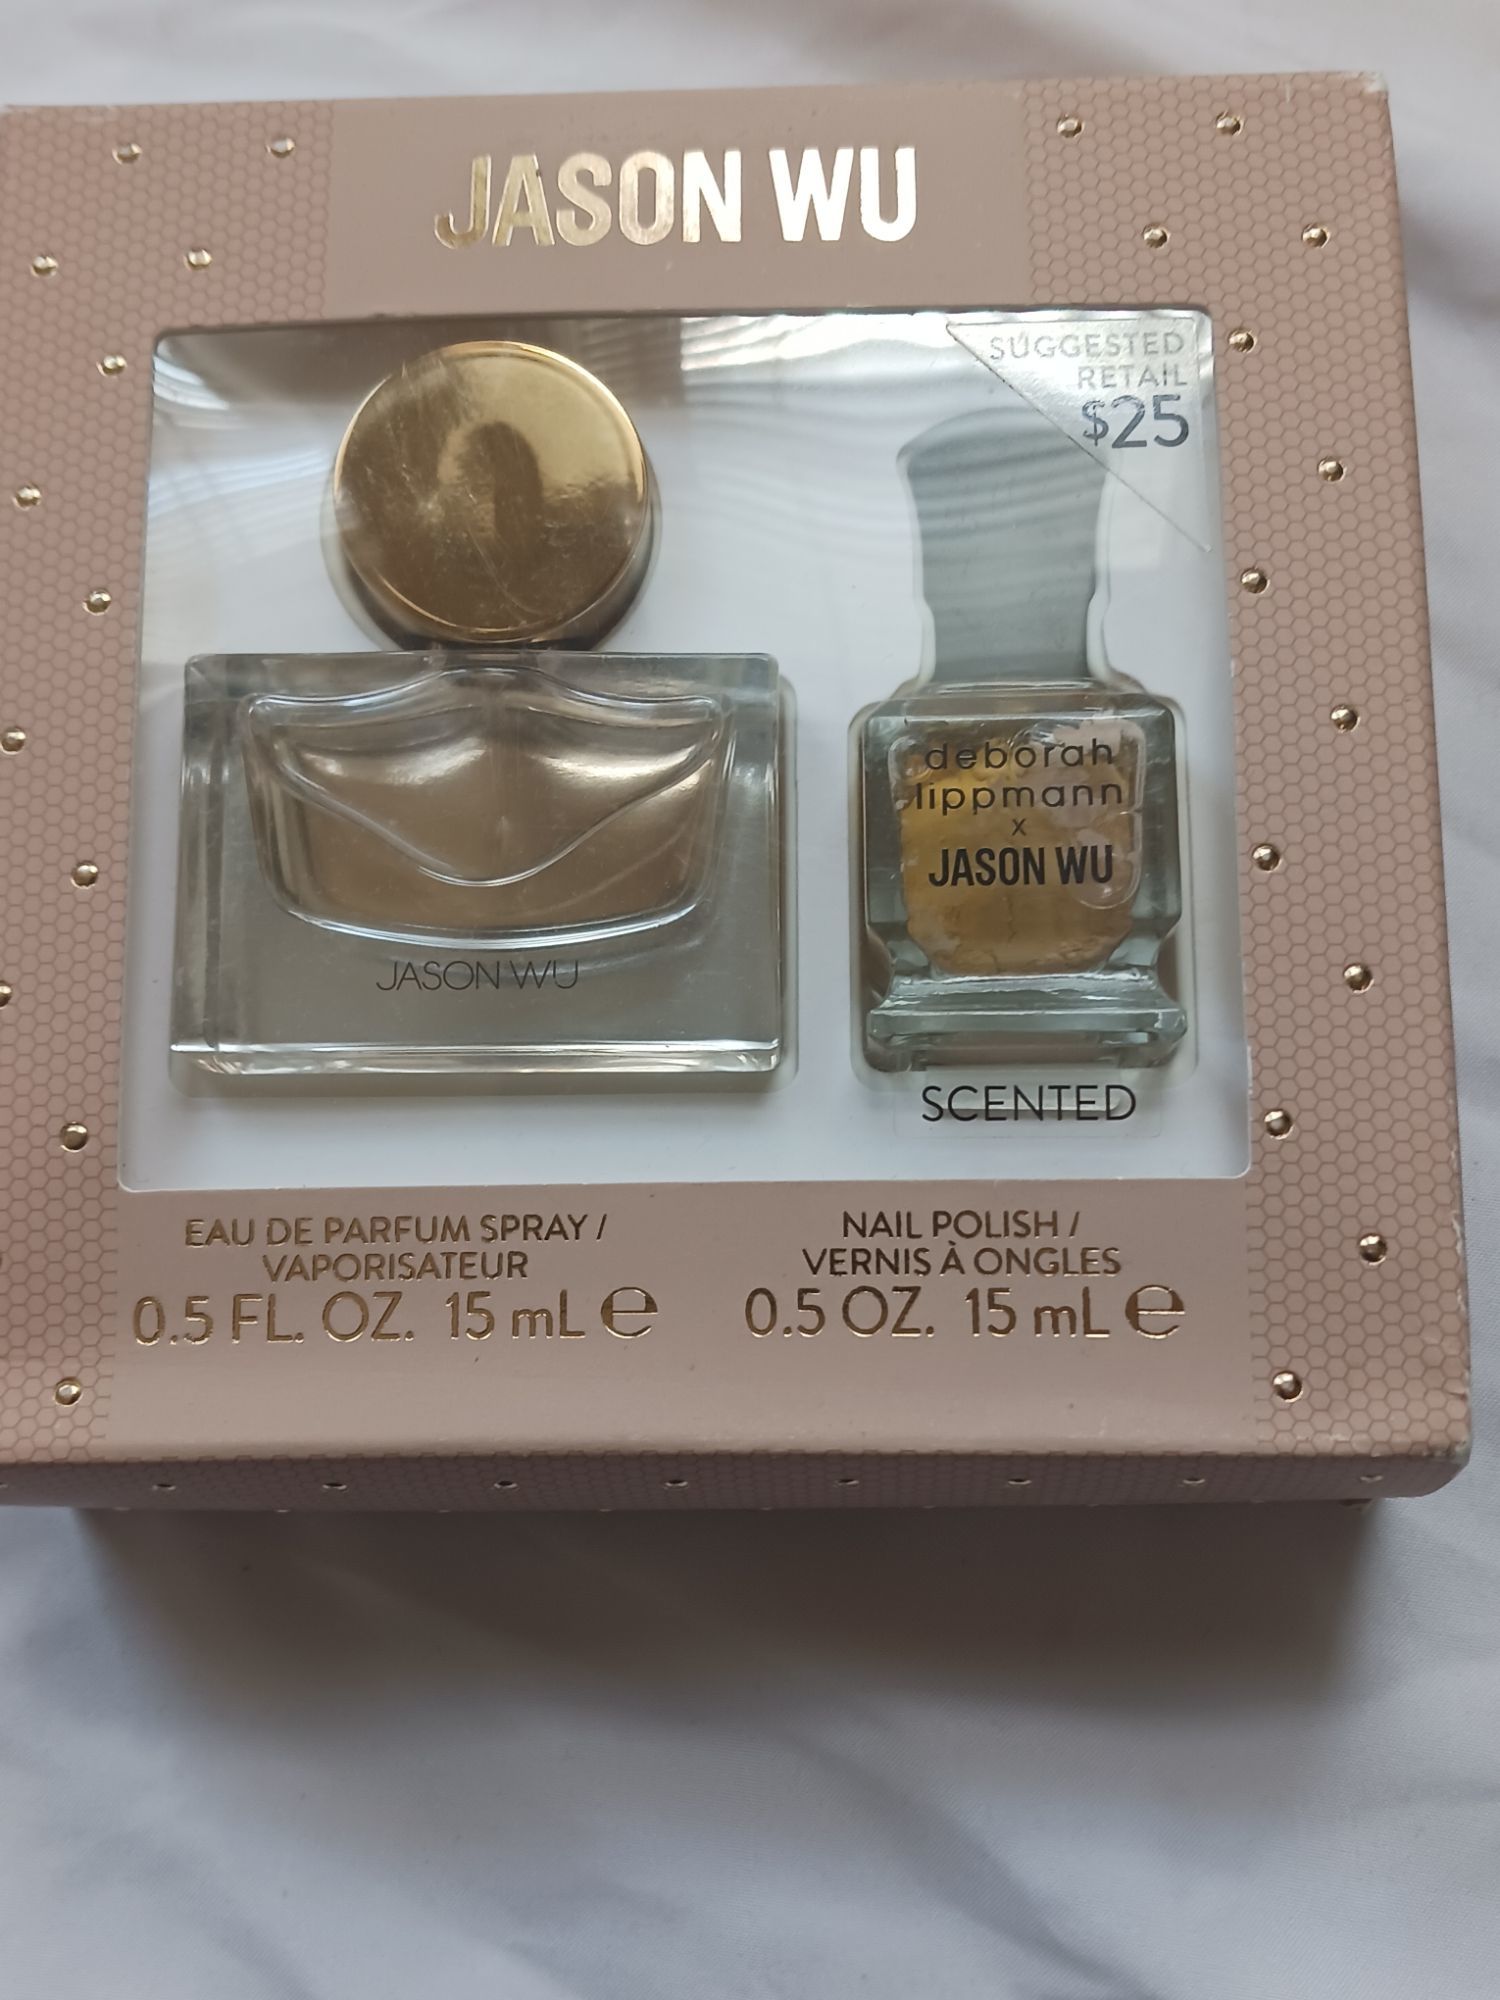 JASON WU
SUGGESTED
RETAIL
$25
deborah
lippmann
x
JASON WU
JASON WU
SCENTED
EAU DE PARFUM SPRAY /
VAPORISATEUR
0.5 FL. OZ. 15 mL ℮
NAIL POLISH /
VERNIS À ONGLES
0.5 OZ. 15 mL ℮